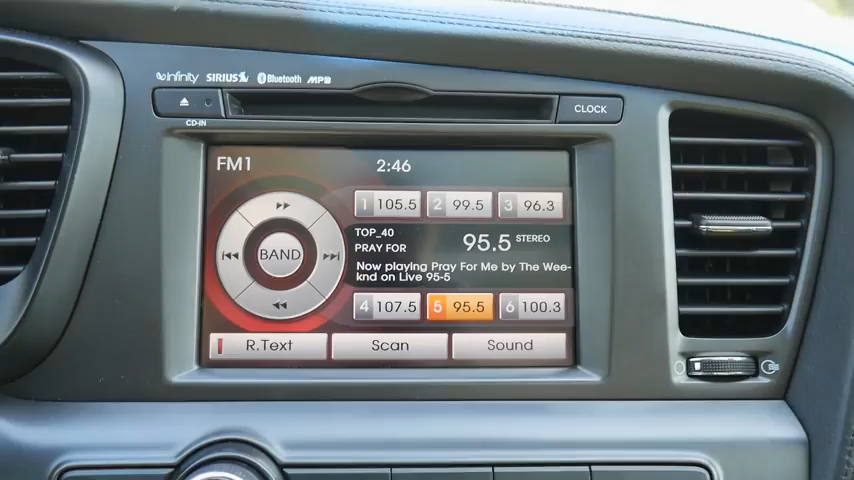 infinity SIRIUS Bluetooth MP3
CD-IN
CLOCK
FM1 2:46
1 105.5 2 99.5 3 96.3
BAND
TOP_40
PRAY FOR
95.5 STEREO
Now playing Pray For Me by The Wee-
knd on Live 95-5
4 107.5 5 95.5 6 100.3
R.Text Scan Sound